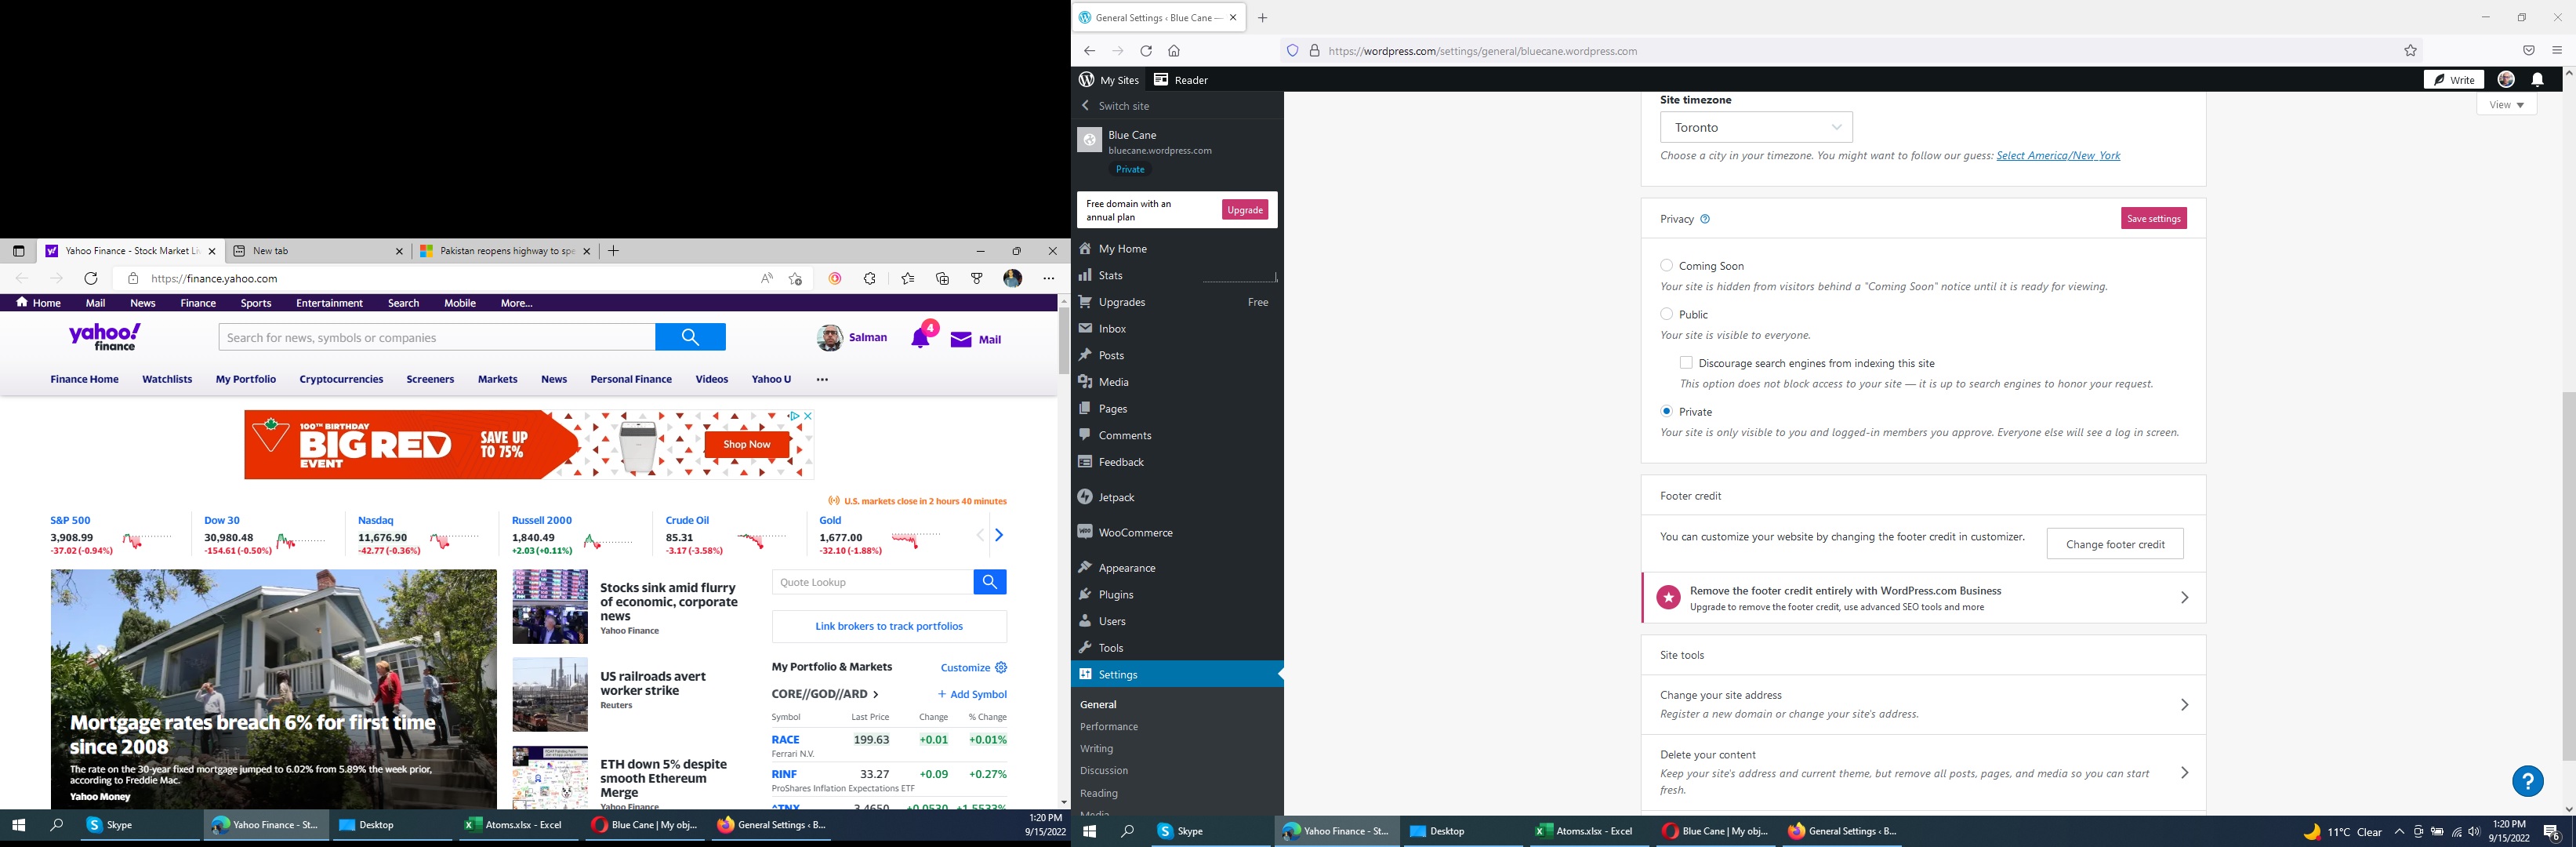 Yahoo Finance - Stock Market Li
New tab
Pakistan reopens highway to spe
https://finance.yahoo.com
Home Mail News Finance Sports Entertainment Search Mobile More...
yahoo!
finance
Search for news, symbols or companies
Salman
4
Mail
Finance Home Watchlists My Portfolio Cryptocurrencies Screeners Markets News Personal Finance Videos Yahoo U ...
100TH BIRTHDAY
BIG RED
EVENT
SAVE UP
TO 75%
Shop Now
U.S. markets close in 2 hours 40 minutes
S&P 500
3,908.99
-37.02 (-0.94%)
Dow 30
30,980.48
-154.61 (-0.50%)
Nasdaq
11,676.90
-42.77 (-0.36%)
Russell 2000
1,840.49
+2.03 (+0.11%)
Crude Oil
85.31
-3.17 (-3.58%)
Gold
1,677.00
-32.10 (-1.88%)
Mortgage rates breach 6% for first time
since 2008
The rate on the 30-year fixed mortgage jumped to 6.02% from 5.89% the week prior,
according to Freddie Mac.
Yahoo Money
Stocks sink amid flurry
of economic, corporate
news
Yahoo Finance
US railroads avert
worker strike
Reuters
ETH down 5% despite
smooth Ethereum
Merge
Yahoo Finance
Quote Lookup
Link brokers to track portfolios
My Portfolio & Markets
Customize
CORE//GOD//ARD >
+ Add Symbol
Symbol Last Price Change % Change
RACE 199.63 +0.01 +0.01%
Ferrari N.V.
RINF 33.27 +0.09 +0.27%
ProShares Inflation Expectations ETF
^TNX 3.4650 +0.0530 +1.5533%
Skype
Yahoo Finance - St...
Desktop
Atoms.xlsx - Excel
Blue Cane | My obj...
General Settings ‹ B...
1:20 PM
9/15/2022
General Settings ‹ Blue Cane —
https://wordpress.com/settings/general/bluecane.wordpress.com
My Sites
Reader
Write
Switch site
Blue Cane
bluecane.wordpress.com
Private
Free domain with an
annual plan
Upgrade
My Home
Stats
Upgrades Free
Inbox
Posts
Media
Pages
Comments
Feedback
Jetpack
WooCommerce
Appearance
Plugins
Users
Tools
Settings
General
Performance
Writing
Discussion
Reading
Media
View
Site timezone
Toronto
Choose a city in your timezone. You might want to follow our guess: Select America/New_York
Privacy
Save settings
Coming Soon
Your site is hidden from visitors behind a "Coming Soon" notice until it is ready for viewing.
Public
Your site is visible to everyone.
Discourage search engines from indexing this site
This option does not block access to your site — it is up to search engines to honor your request.
Private
Your site is only visible to you and logged-in members you approve. Everyone else will see a log in screen.
Footer credit
You can customize your website by changing the footer credit in customizer.
Change footer credit
Remove the footer credit entirely with WordPress.com Business
Upgrade to remove the footer credit, use advanced SEO tools and more
Site tools
Change your site address
Register a new domain or change your site's address.
Delete your content
Keep your site's address and current theme, but remove all posts, pages, and media so you can start
fresh.
Skype
Yahoo Finance - St...
Desktop
Atoms.xlsx - Excel
Blue Cane | My obj...
General Settings ‹ B...
11°C Clear
1:20 PM
9/15/2022
6